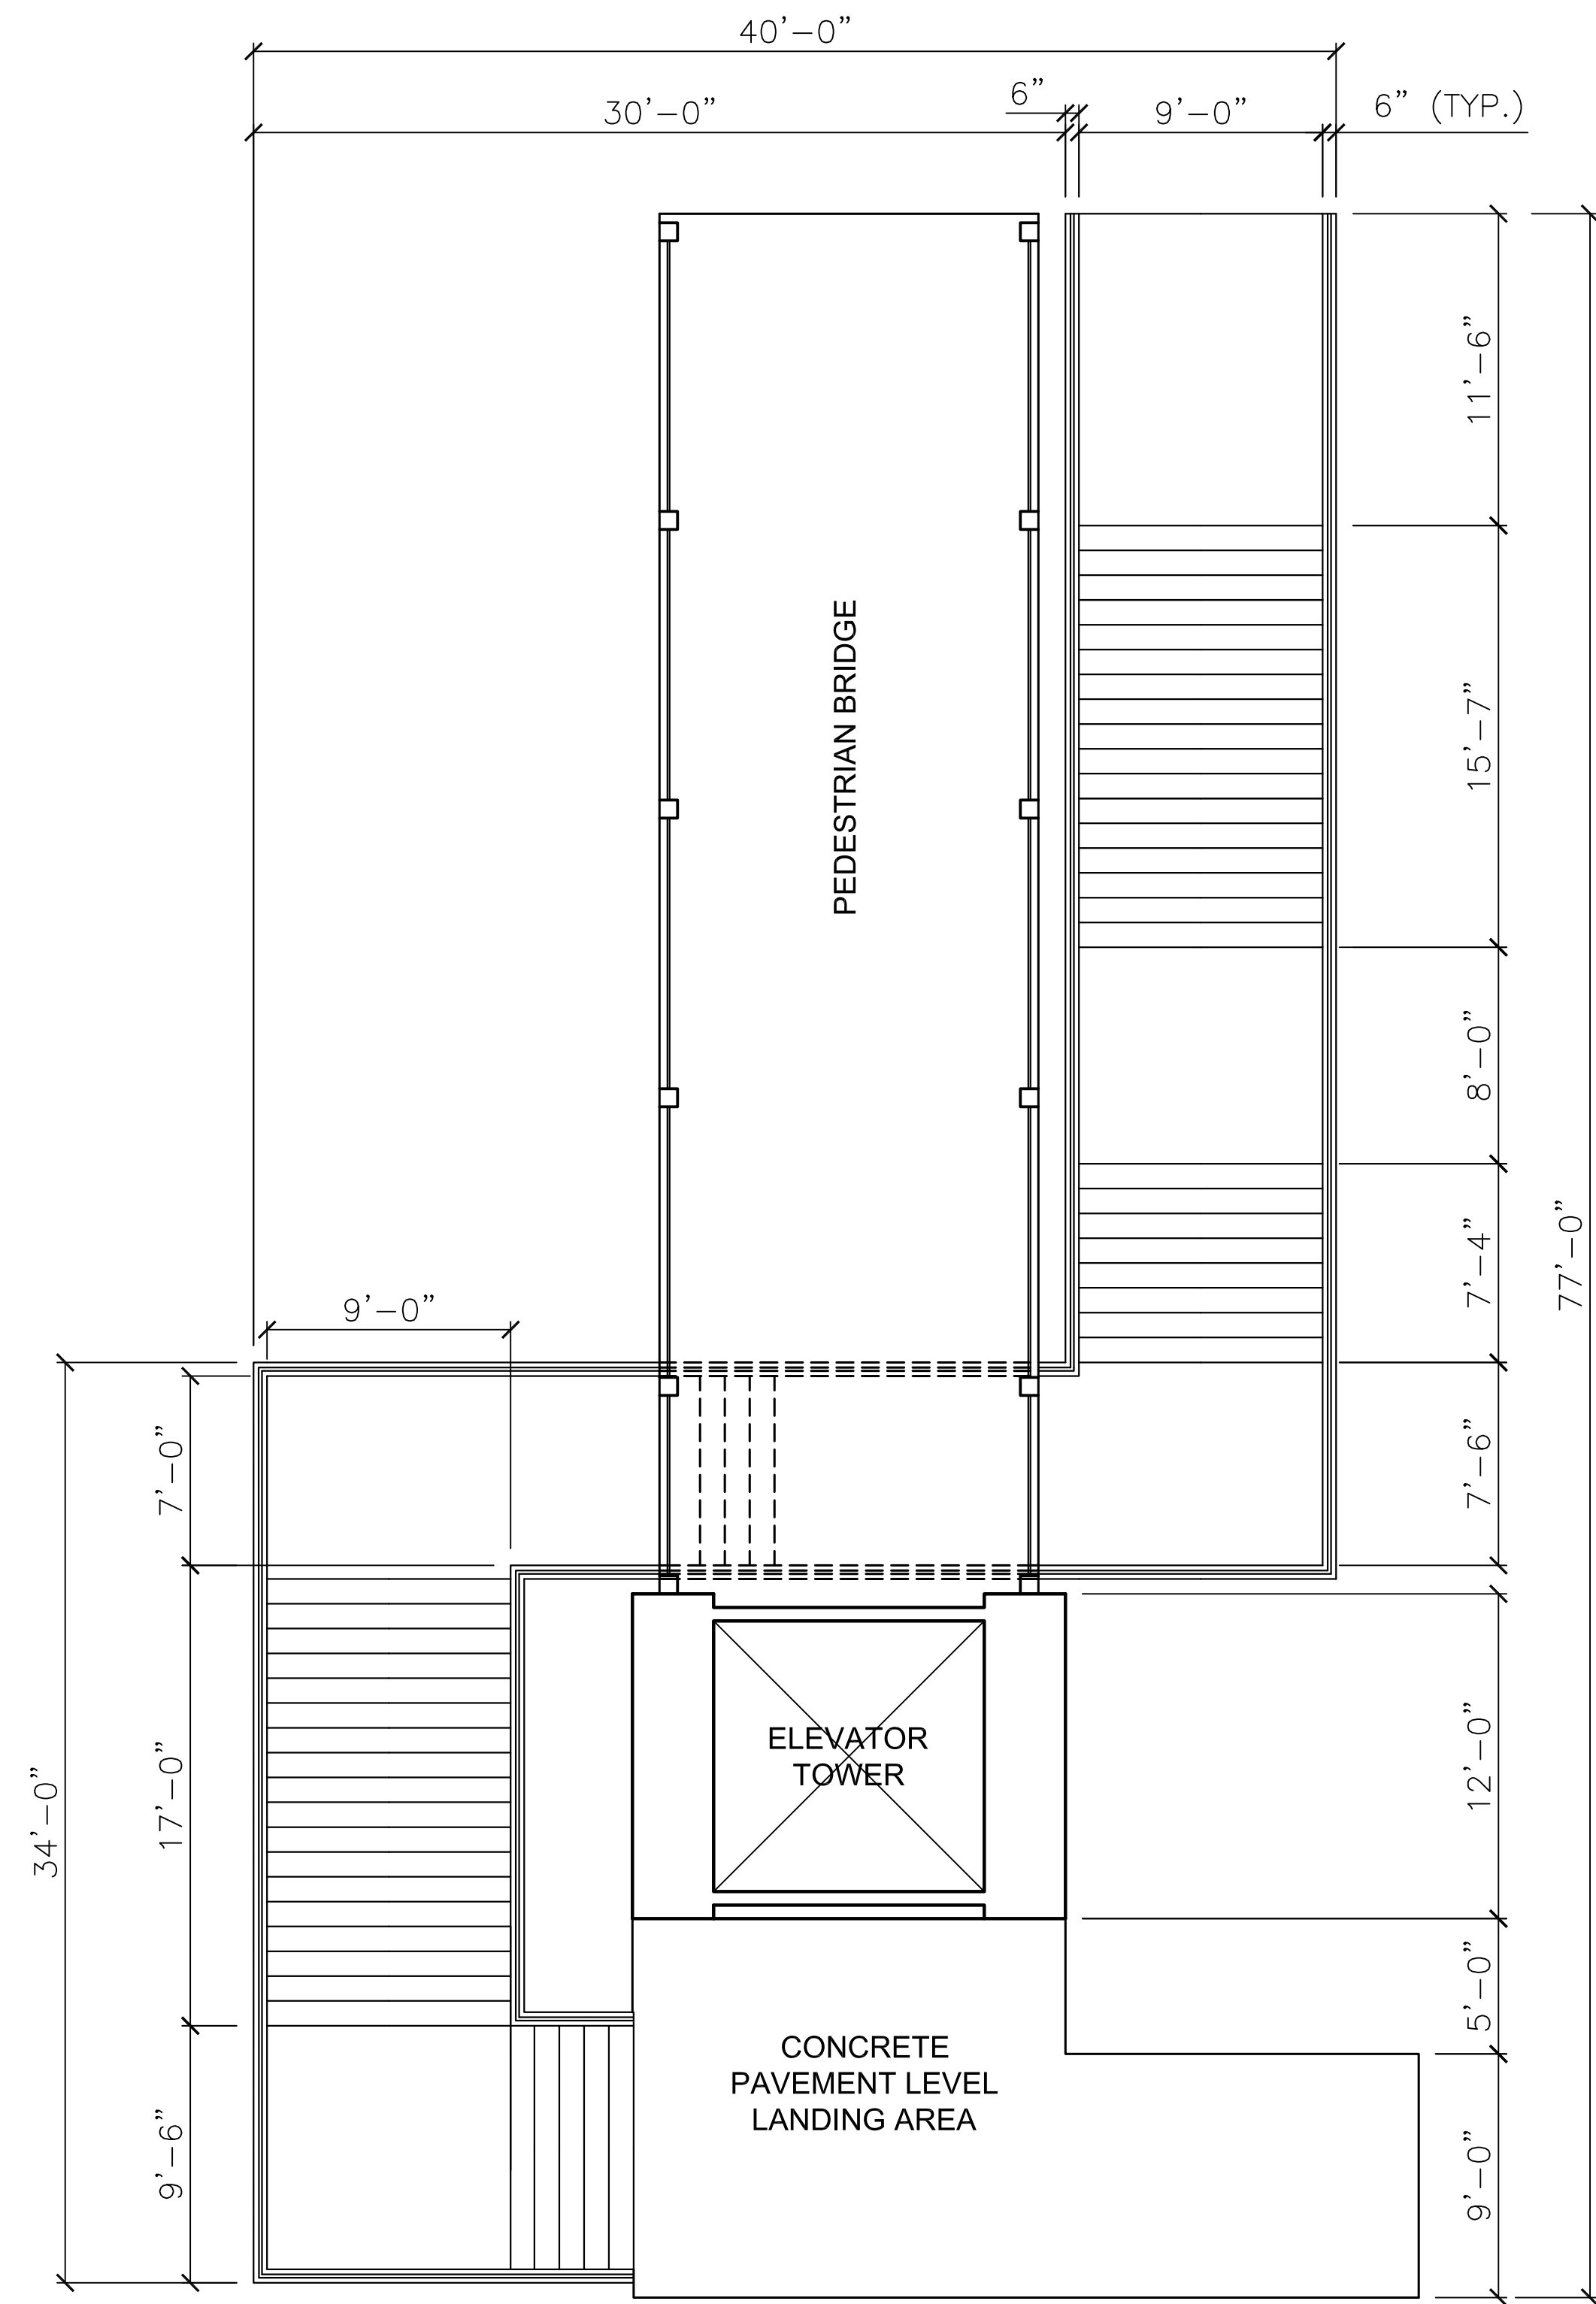 40'-0"
30'-0"
6"
9'-0"
6" (TYP.)
11'-6"
PEDESTRIAN BRIDGE
15'-7"
8'-0"
77'-0"
7'-4"
9'-0"
7'-0"
7'-6"
34'-0"
17'-0"
ELEVATOR
TOWER
12'-0"
5'-0"
CONCRETE
PAVEMENT LEVEL
LANDING AREA
9'-6"
9'-0"